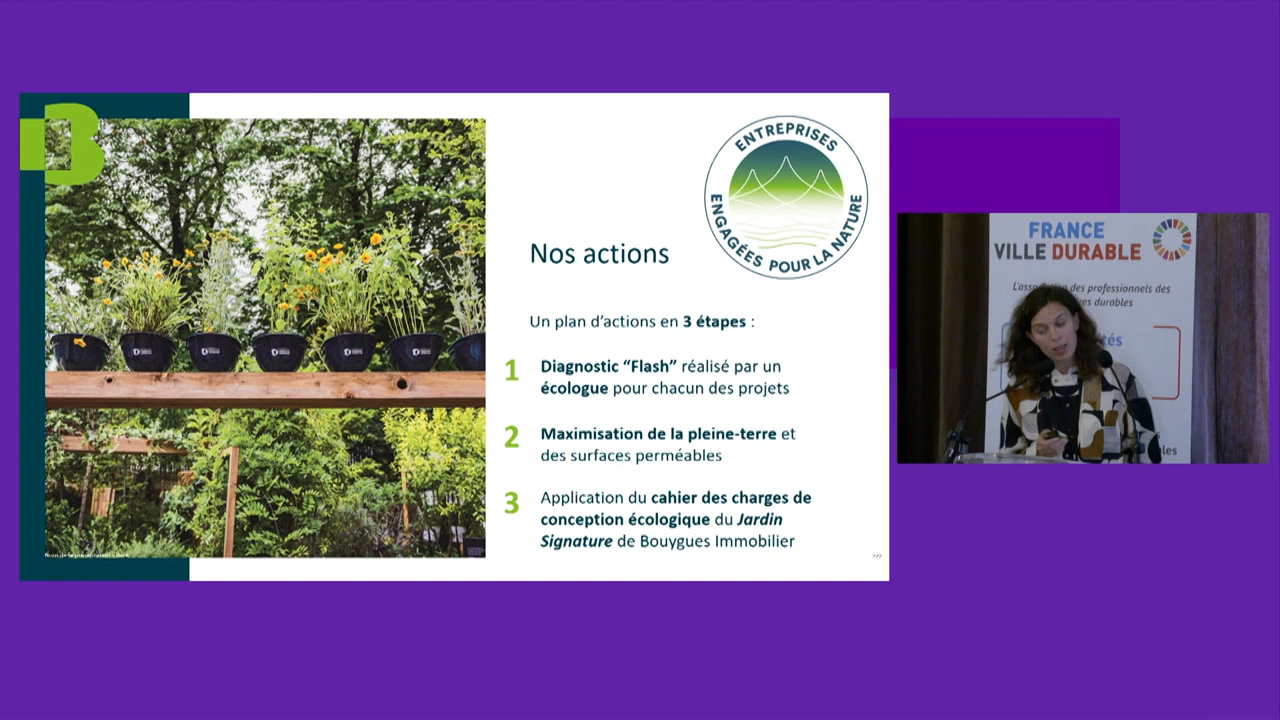 ENTREPRISES
ENGAGÉES POUR LA NATURE
Nos actions
Un plan d’actions en 3 étapes :
1 Diagnostic “Flash” réalisé par un
écologue pour chacun des projets
2 Maximisation de la pleine-terre et
des surfaces perméables
3 Application du cahier des charges de
conception écologique du Jardin
Signature de Bouygues Immobilier
FRANCE
VILLE DURABLE
des professionnels des
durables